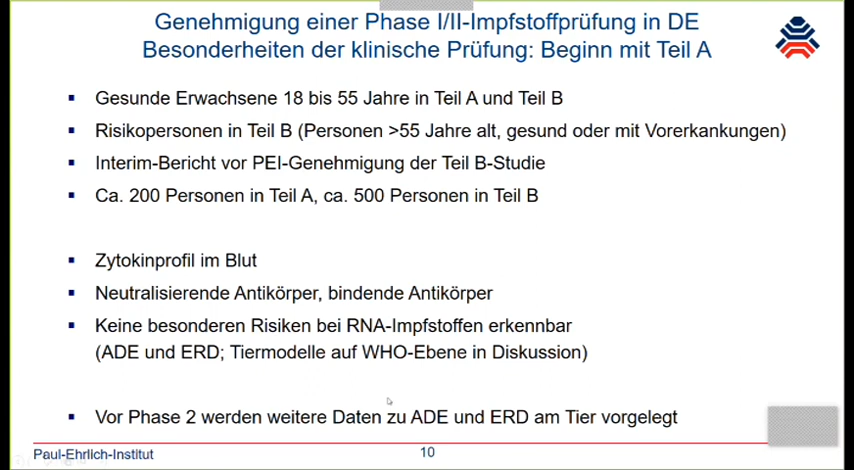 Genehmigung einer Phase I/II-Impfstoffprüfung in DE
Besonderheiten der klinische Prüfung: Beginn mit Teil A
▪ Gesunde Erwachsene 18 bis 55 Jahre in Teil A und Teil B
▪ Risikopersonen in Teil B (Personen >55 Jahre alt, gesund oder mit Vorerkankungen)
▪ Interim-Bericht vor PEI-Genehmigung der Teil B-Studie
▪ Ca. 200 Personen in Teil A, ca. 500 Personen in Teil B
▪ Zytokinprofil im Blut
▪ Neutralisierende Antikörper, bindende Antikörper
▪ Keine besonderen Risiken bei RNA-Impfstoffen erkennbar
(ADE und ERD; Tiermodelle auf WHO-Ebene in Diskussion)
▪ Vor Phase 2 werden weitere Daten zu ADE und ERD am Tier vorgelegt
Paul-Ehrlich-Institut
10